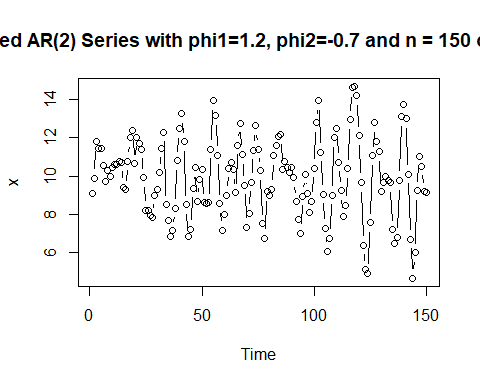 ed AR(2) Series with phi1=1.2, phi2=-0.7 and n = 150 o
14
12
10
8
6
x
0 50 100 150
Time